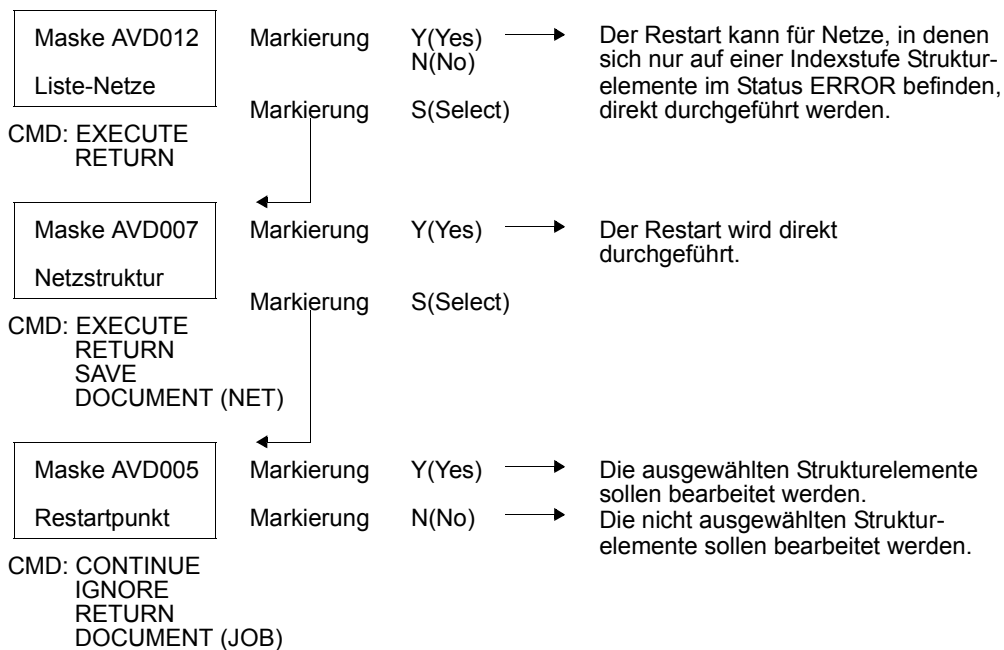 Maske AVD012 Markierung Y(Yes) Der Restart kann für Netze, in denen
N(No) sich nur auf einer Indexstufe Struktur-
Liste-Netze elemente im Status ERROR befinden,
Markierung S(Select) direkt durchgeführt werden.
CMD: EXECUTE
RETURN
Maske AVD007 Markierung Y(Yes) Der Restart wird direkt
durchgeführt.
Netzstruktur
Markierung S(Select)
CMD: EXECUTE
RETURN
SAVE
DOCUMENT (NET)
Maske AVD005 Markierung Y(Yes) Die ausgewählten Strukturelemente
sollen bearbeitet werden.
Restartpunkt Markierung N(No) Die nicht ausgewählten Struktur-
elemente sollen bearbeitet werden.
CMD: CONTINUE
IGNORE
RETURN
DOCUMENT (JOB)